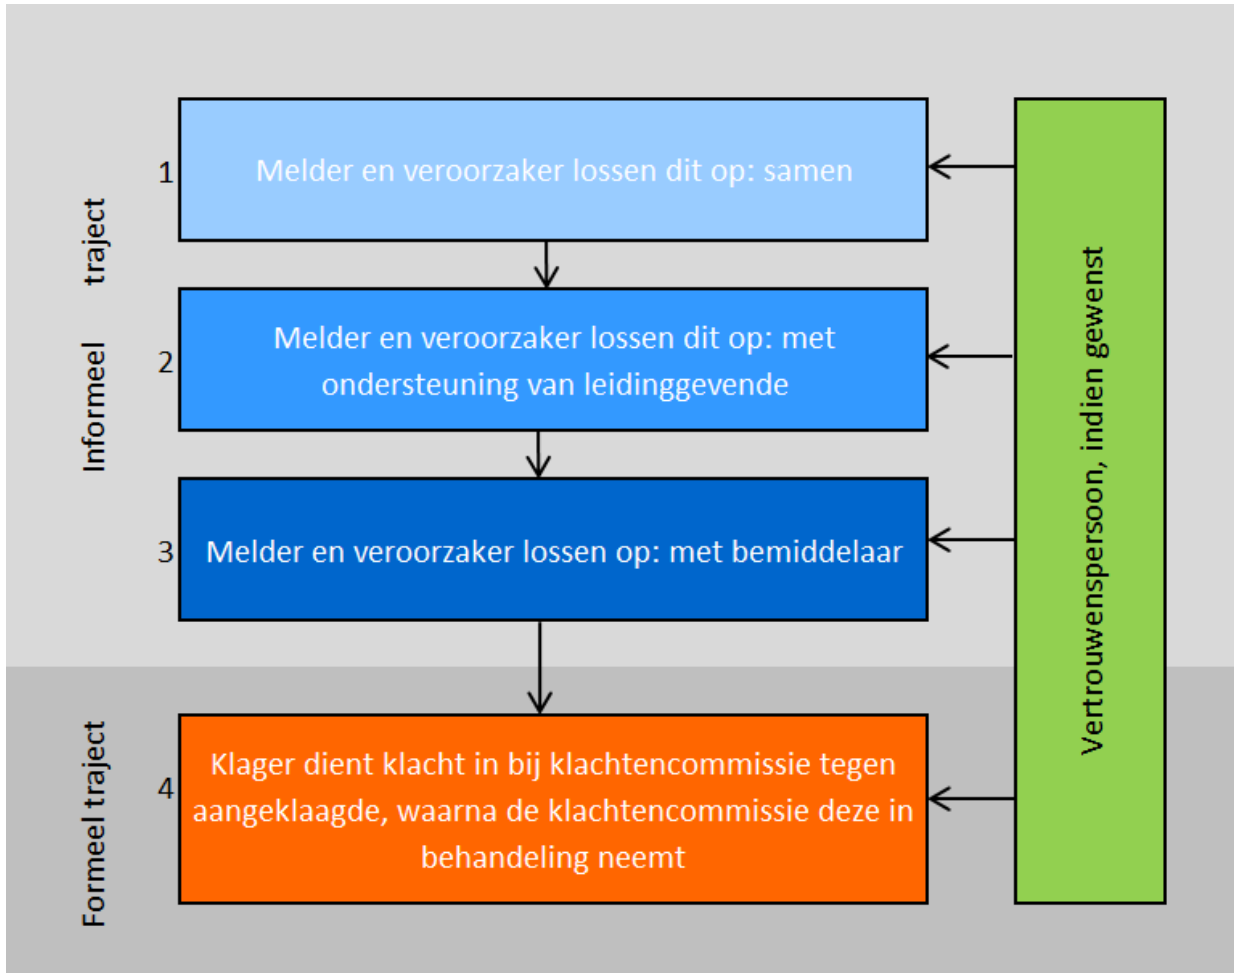 Informeel traject
1
Melder en veroorzaker lossen dit op: samen
2
Melder en veroorzaker lossen dit op: met
ondersteuning van leidinggevende
3
Melder en veroorzaker lossen op: met bemiddelaar
Formeel traject
4
Klager dient klacht in bij klachtencommissie tegen
aangeklaagde, waarna de klachtencommissie deze in
behandeling neemt
Vertrouwenspersoon, indien gewenst